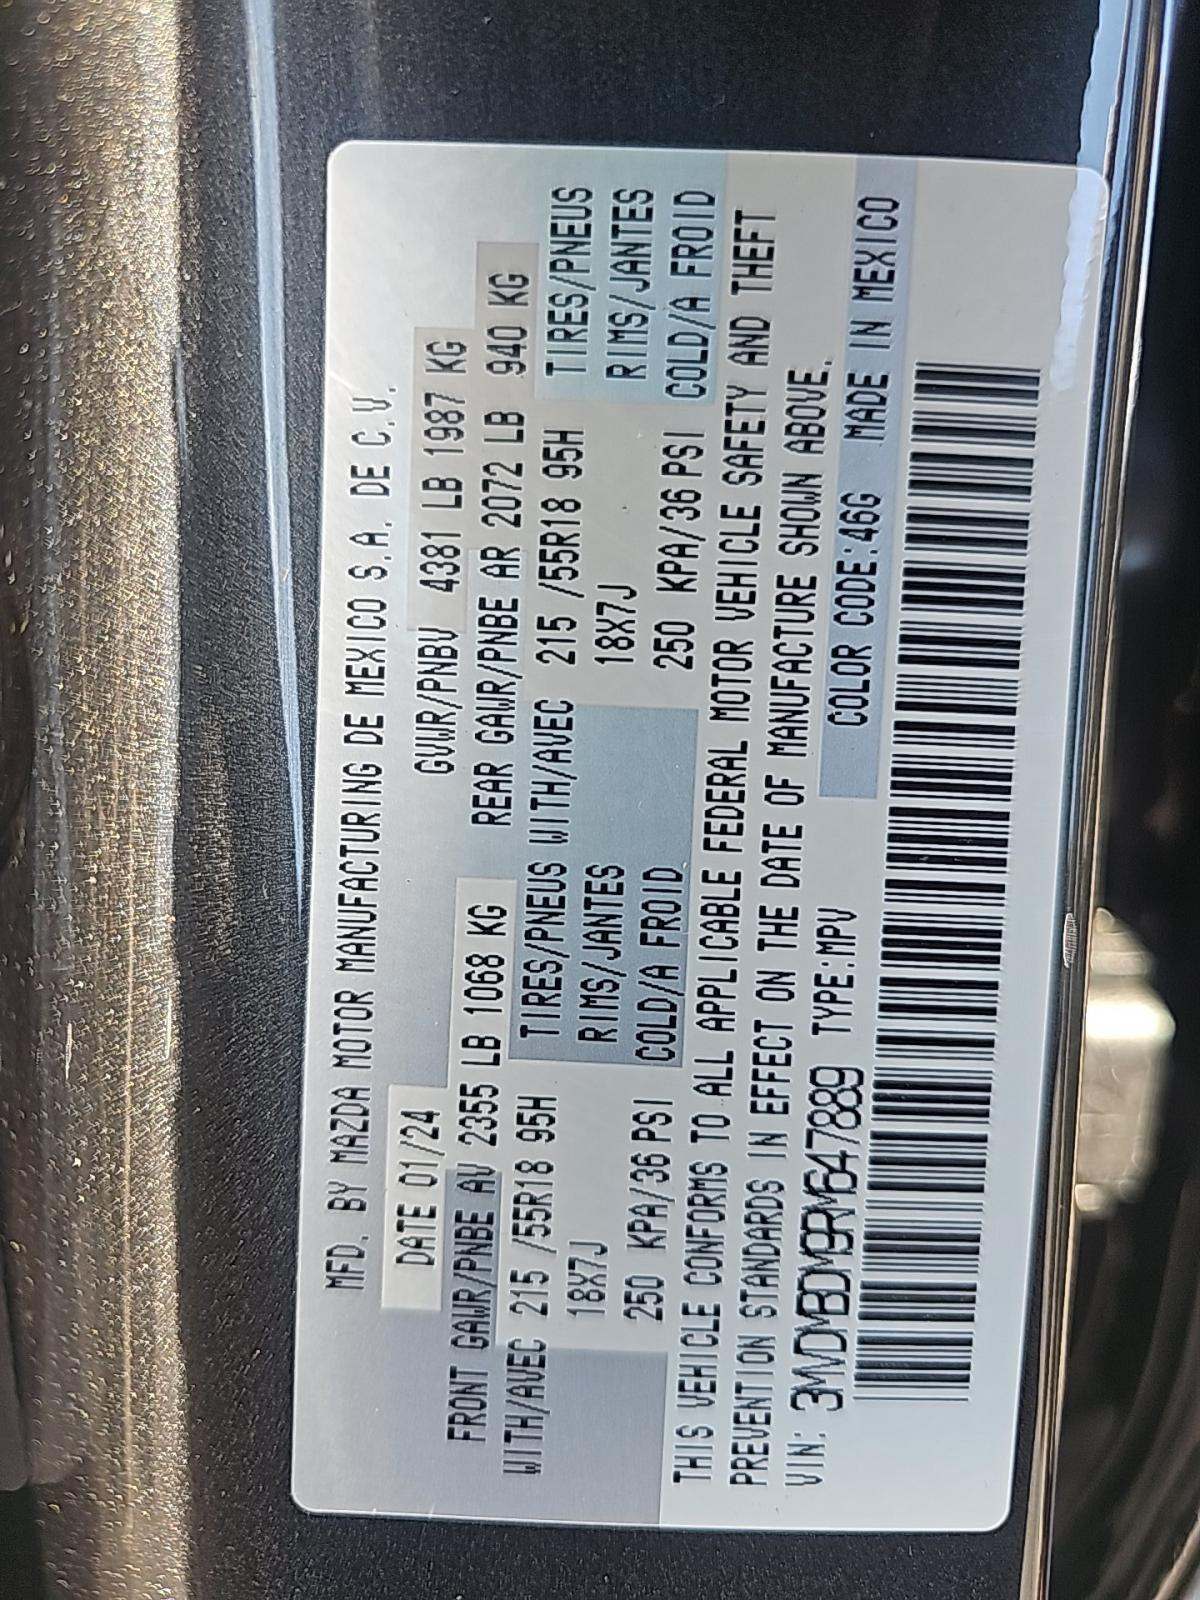 MFD. BY MAZDA MOTOR MANUFACTURING DE MEXICO S.A. DE C.V.
DATE 01/24 GVWR/PNBV 4381 LB 1987 KG
FRONT GAWR/PNBE AV 2355 LB 1068 KG REAR GAWR/PNBE AR 2072 LB 940 KG
WITH/AVEC 215 /55R18 95H TIRES/PNEUS WITH/AVEC 215 /55R18 95H TIRES/PNEUS
18X7J RIMS/JANTES 18X7J RIMS/JANTES
250 KPA/36 PSI COLD/A FROID 250 KPA/36 PSI COLD/A FROID
THIS VEHICLE CONFORMS TO ALL APPLICABLE FEDERAL MOTOR VEHICLE SAFETY AND THEFT
PREVENTION STANDARDS IN EFFECT ON THE DATE OF MANUFACTURE SHOWN ABOVE.
VIN: 3MVDMBDM9RM647889 TYPE:MPV COLOR CODE:46G MADE IN MEXICO